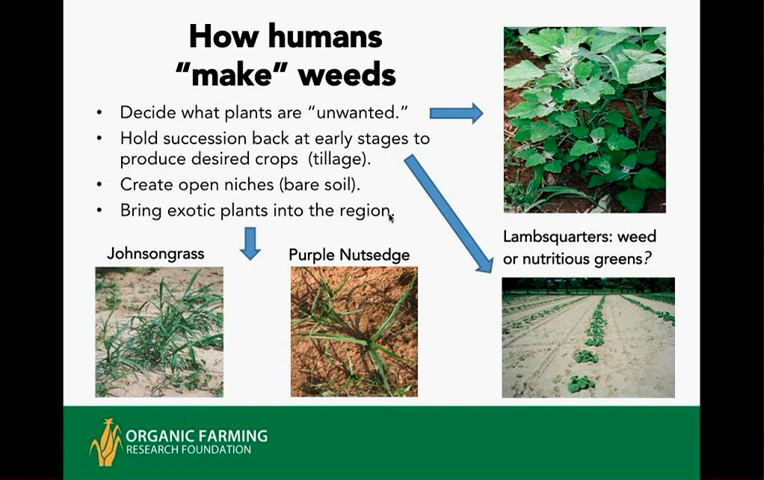 How humans
“make” weeds
• Decide what plants are “unwanted.”
• Hold succession back at early stages to
produce desired crops (tillage).
• Create open niches (bare soil).
• Bring exotic plants into the region.
Johnsongrass
Purple Nutsedge
Lambsquarters: weed
or nutritious greens?
ORGANIC FARMING
RESEARCH FOUNDATION